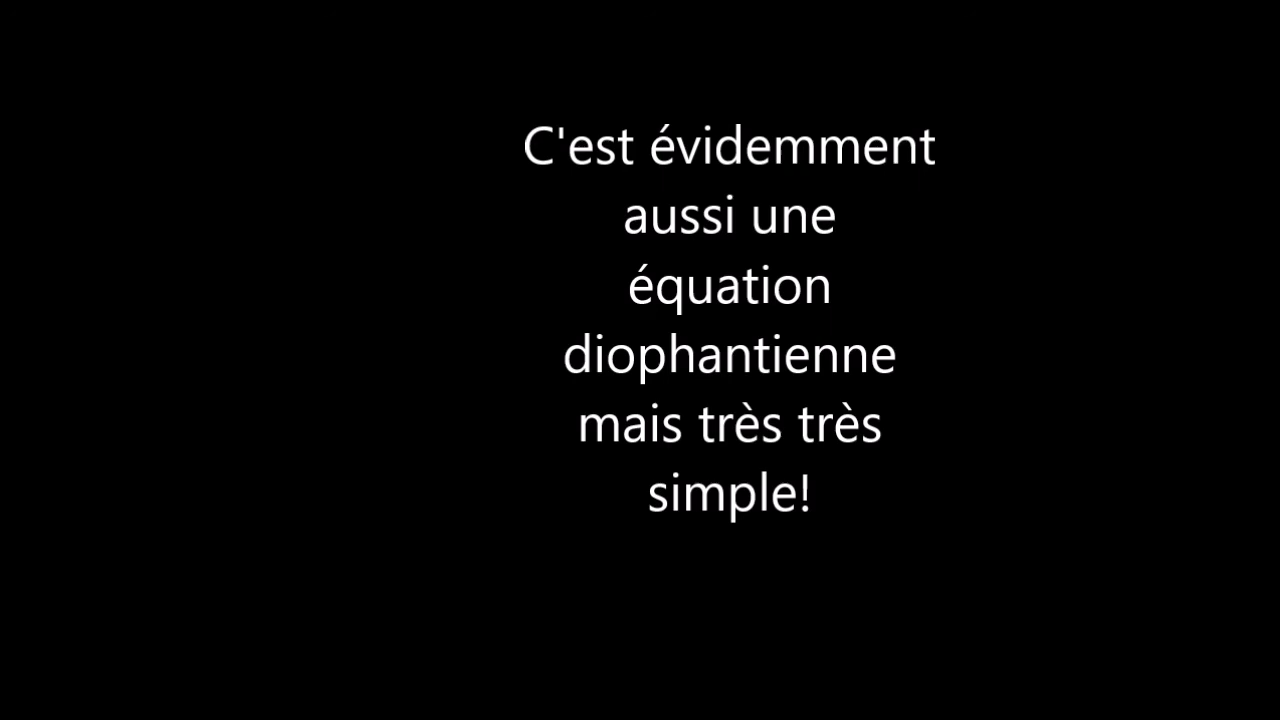 C'est évidemment
aussi une
équation
diophantienne
mais très très
simple!